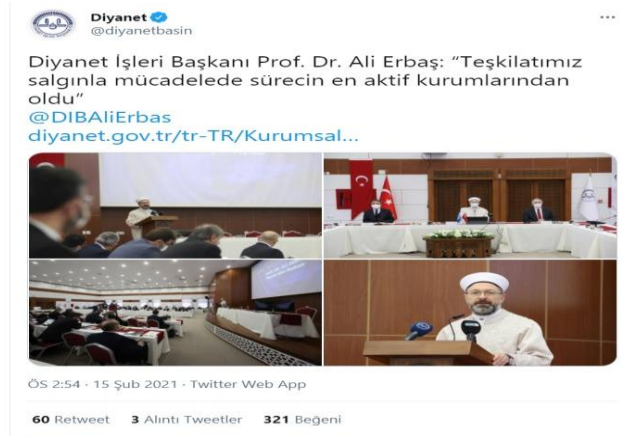 Diyanet
@diyanetbasin
Diyanet İşleri Başkanı Prof. Dr. Ali Erbaş: “Teşkilatımız
salgınla mücadelede sürecin en aktif kurumlarından
oldu”
@DIBAliErbas
diyanet.gov.tr/tr-TR/Kurumsal...
ÖS 2:54 · 15 Şub 2021 · Twitter Web App
60 Retweet 3 Alıntı Tweetler 321 Beğeni